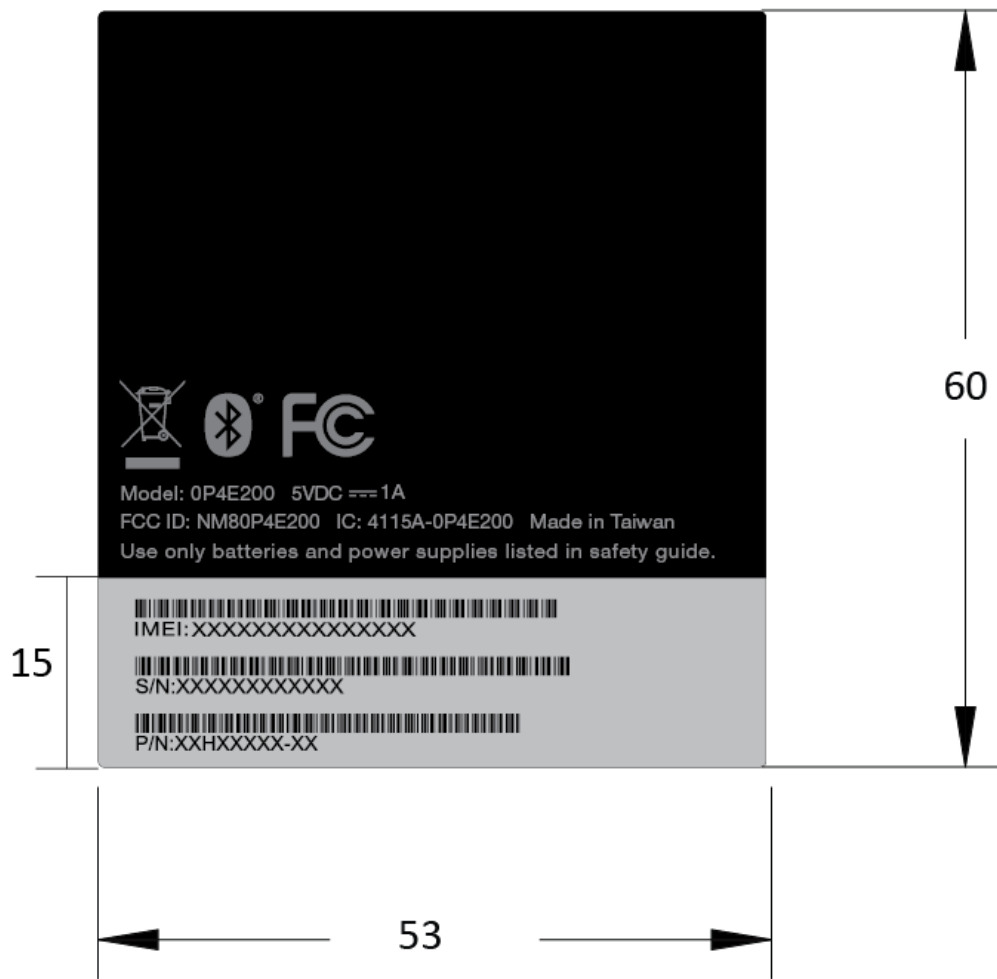 ® FC
Model: 0P4E200 5VDC ⎓ 1A
FCC ID: NM80P4E200 IC: 4115A-0P4E200 Made in Taiwan
Use only batteries and power supplies listed in safety guide.
IMEI:XXXXXXXXXXXXXXX
S/N:XXXXXXXXXXXX
P/N:XXHXXXXX-XX
60
15
53